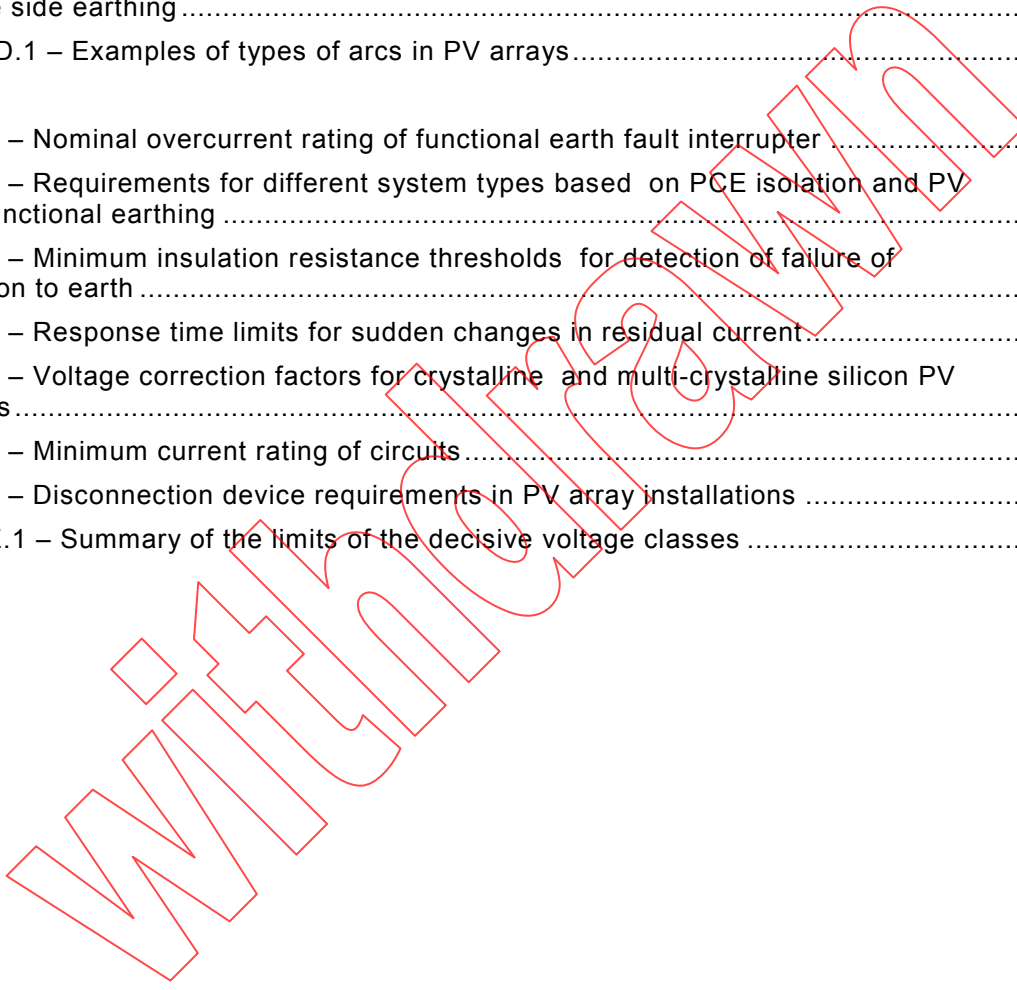 e side earthing
D.1 – Examples of types of arcs in PV arrays
– Nominal overcurrent rating of functional earth fault interrupter
– Requirements for different system types based on PCE isolation and PV
unctional earthing
– Minimum insulation resistance thresholds for detection of failure of
on to earth
– Response time limits for sudden changes in residual current
– Voltage correction factors for crystalline and multi-crystalline silicon PV
s
– Minimum current rating of circuits
– Disconnection device requirements in PV array installations
.1 – Summary of the limits of the decisive voltage classes
withdrawn